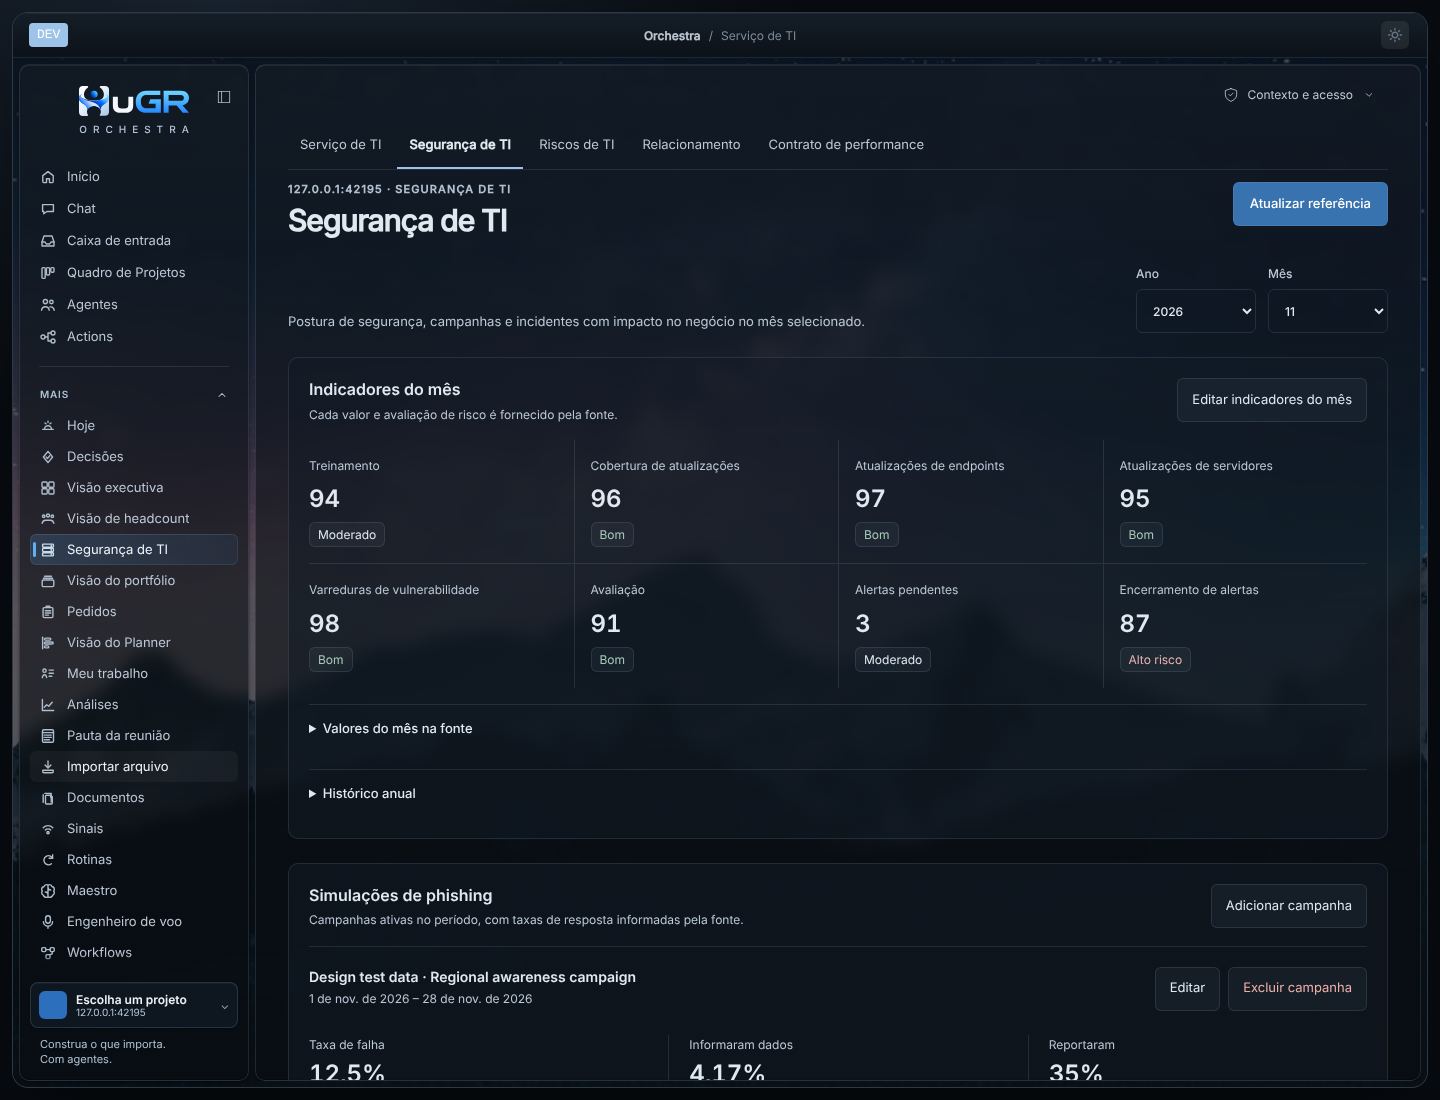 DEV
Orchestra / Serviço de TI
HuGR
ORCHESTRA
Contexto e acesso
Início
Chat
Caixa de entrada
Quadro de Projetos
Agentes
Actions
MAIS
Hoje
Decisões
Visão executiva
Visão de headcount
Segurança de TI
Visão do portfólio
Pedidos
Visão do Planner
Meu trabalho
Análises
Pauta da reunião
Importar arquivo
Documentos
Sinais
Rotinas
Maestro
Engenheiro de voo
Workflows
Escolha um projeto
127.0.0.1:42195
Construa o que importa.
Com agentes.
Serviço de TI Segurança de TI Riscos de TI Relacionamento Contrato de performance
127.0.0.1:42195 · SEGURANÇA DE TI
Segurança de TI
Atualizar referência
Ano Mês
2026 11
Postura de segurança, campanhas e incidentes com impacto no negócio no mês selecionado.
Indicadores do mês
Cada valor e avaliação de risco é fornecido pela fonte.
Editar indicadores do mês
Treinamento
94
Moderado
Cobertura de atualizações
96
Bom
Atualizações de endpoints
97
Bom
Atualizações de servidores
95
Bom
Varreduras de vulnerabilidade
98
Bom
Avaliação
91
Bom
Alertas pendentes
3
Moderado
Encerramento de alertas
87
Alto risco
Valores do mês na fonte
Histórico anual
Simulações de phishing
Campanhas ativas no período, com taxas de resposta informadas pela fonte.
Adicionar campanha
Design test data · Regional awareness campaign
1 de nov. de 2026 – 28 de nov. de 2026
Editar
Excluir campanha
Taxa de falha
12.5%
Informaram dados
4.17%
Reportaram
35%